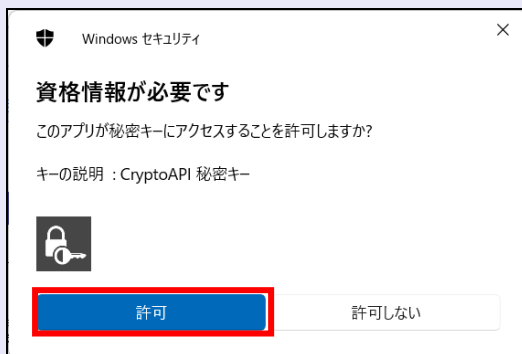 Windows セキュリティ
資格情報が必要です
このアプリが秘密キーにアクセスすることを許可しますか?
キーの説明 : CryptoAPI 秘密キー
許可
許可しない